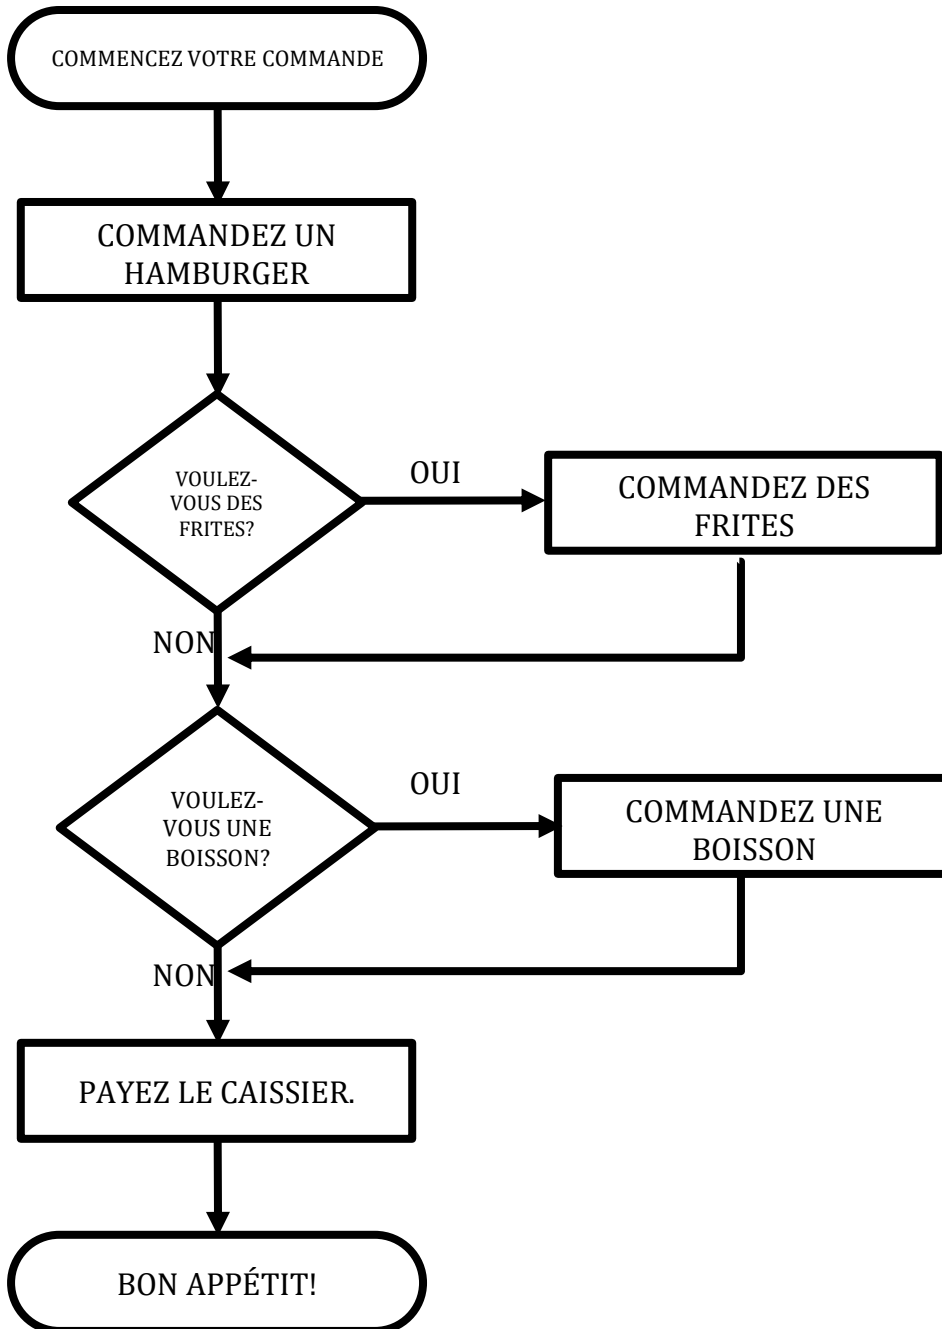 COMMENCEZ VOTRE COMMANDE
COMMANDEZ UN
HAMBURGER
VOULEZ-
VOUS DES
FRITES?
OUI
COMMANDEZ DES
FRITES
NON
VOULEZ-
VOUS UNE
BOISSON?
OUI
COMMANDEZ UNE
BOISSON
NON
PAYEZ LE CAISSIER.
BON APPÉTIT!